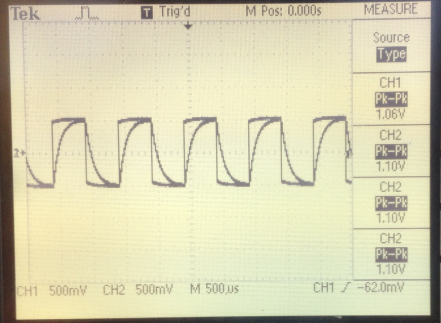 Tek T Trig'd M Pos: 0.000s MEASURE
Source
Type
CH1
Pk-Pk
1.06V
CH2
Pk-Pk
1.10V
CH2
Pk-Pk
1.10V
CH2
Pk-Pk
1.10V
CH1 500mV CH2 500mV M 500µs CH1 -62.0mV